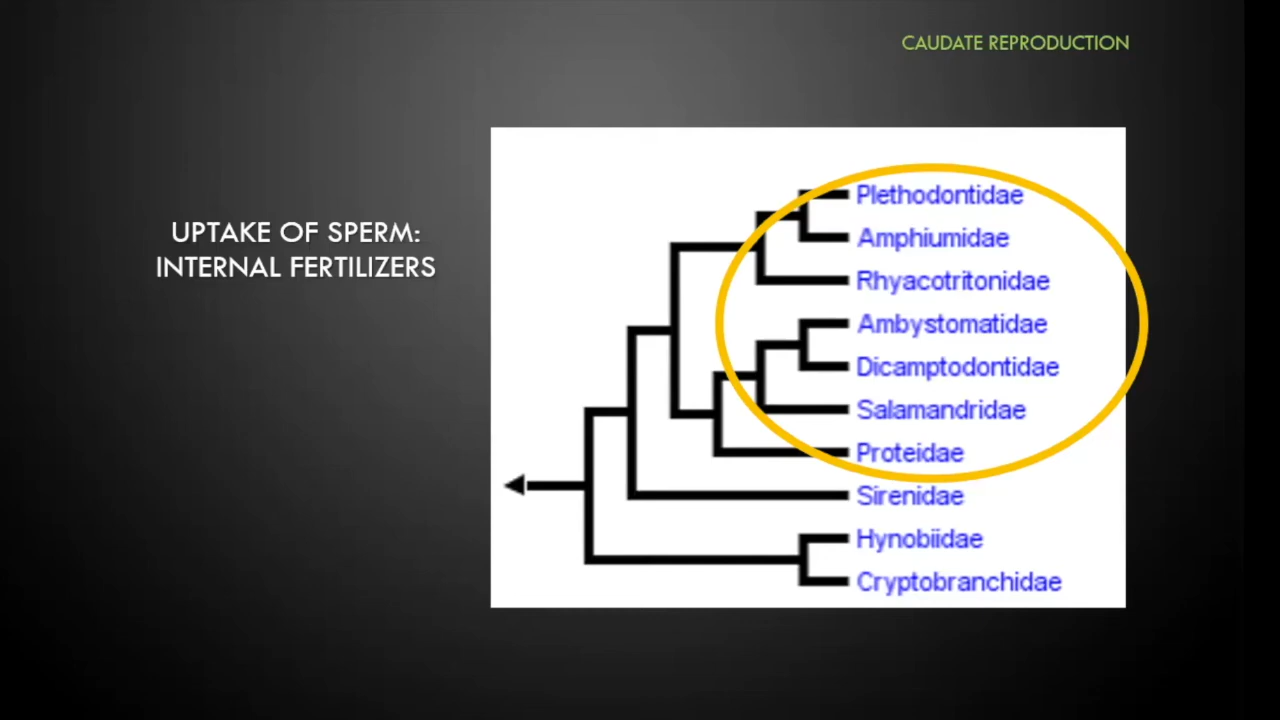 CAUDATE REPRODUCTION
UPTAKE OF SPERM:
INTERNAL FERTILIZERS
Plethodontidae
Amphiumidae
Rhyacotritonidae
Ambystomatidae
Dicamptodontidae
Salamandridae
Proteidae
Sirenidae
Hynobiidae
Cryptobranchidae